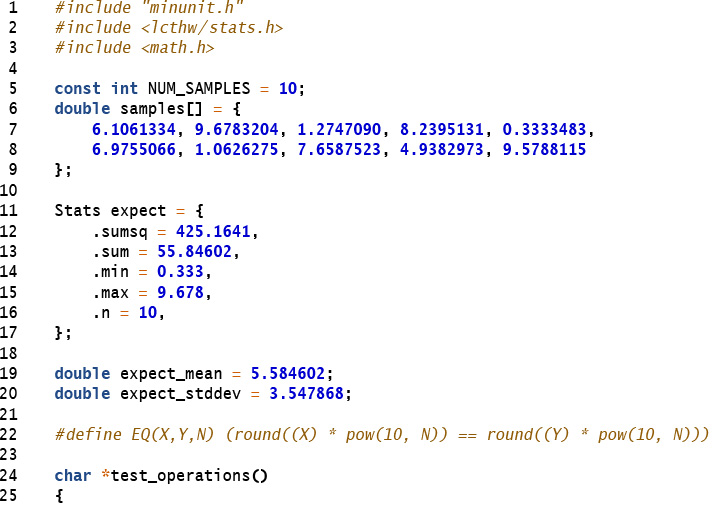 1 #include "minunit.h"
2 #include <lcthw/stats.h>
3 #include <math.h>
4
5 const int NUM_SAMPLES = 10;
6 double samples[] = {
7     6.1061334, 9.6783204, 1.2747090, 8.2395131, 0.3333483,
8     6.9755066, 1.0626275, 7.6587523, 4.9382973, 9.5788115
9 };
10
11 Stats expect = {
12     .sumsq = 425.1641,
13     .sum = 55.84602,
14     .min = 0.333,
15     .max = 9.678,
16     .n = 10,
17 };
18
19 double expect_mean = 5.584602;
20 double expect_stddev = 3.547868;
21
22 #define EQ(X,Y,N) (round((X) * pow(10, N)) == round((Y) * pow(10, N)))
23
24 char *test_operations()
25 {